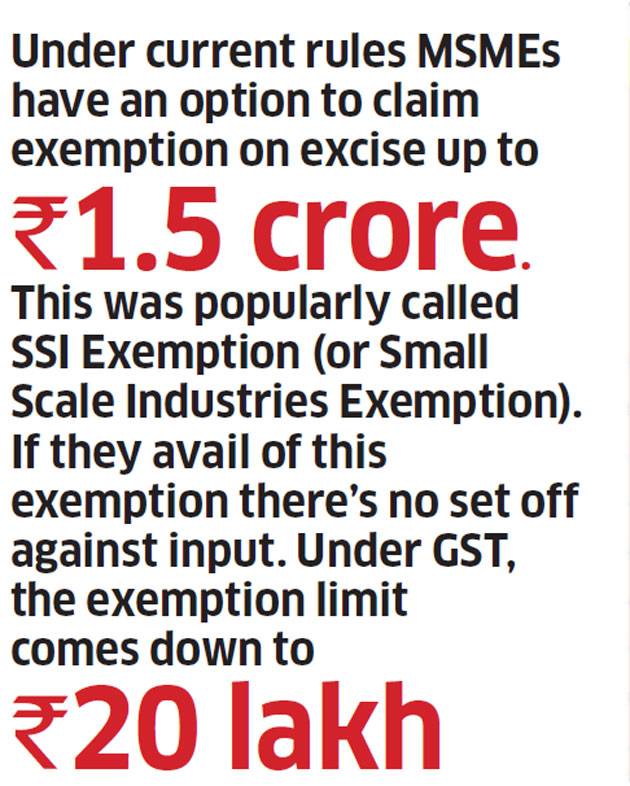 Under current rules MSMEs
have an option to claim
exemption on excise up to
₹1.5 crore.
This was popularly called
SSI Exemption (or Small
Scale Industries Exemption).
If they avail of this
exemption there’s no set off
against input. Under GST,
the exemption limit
comes down to
₹20 lakh